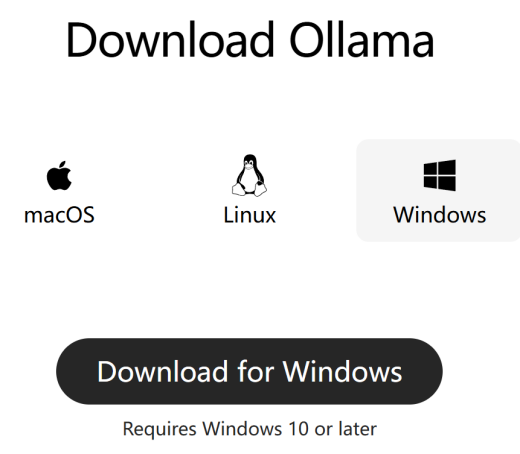 Download Ollama
macOS
Linux
Windows
Download for Windows
Requires Windows 10 or later